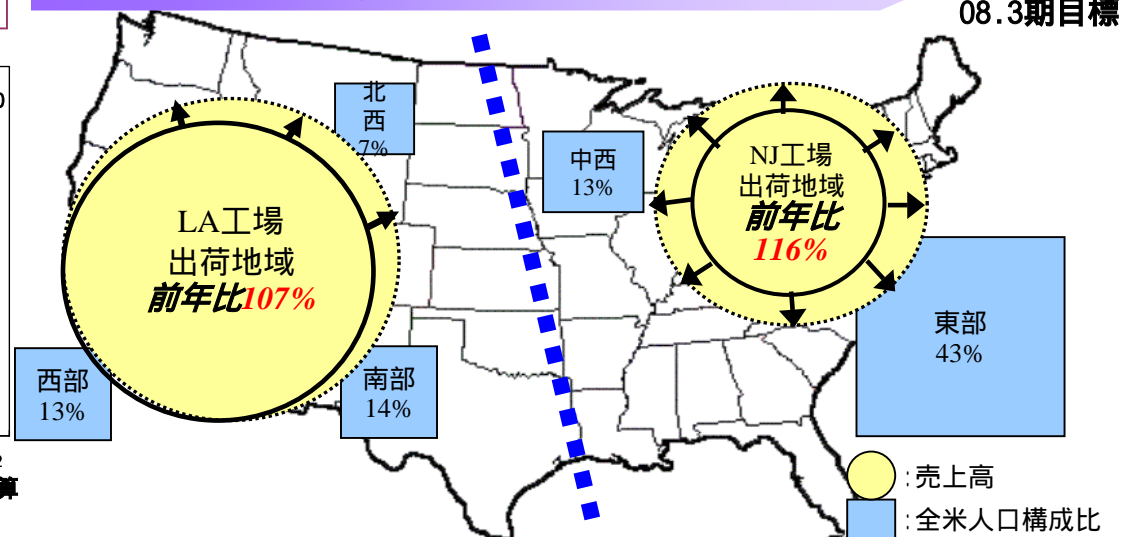 08.3期目標
北
西
7%
中西
13%
NJ工場
出荷地域
前年比
116%
LA工場
出荷地域
前年比107%
東部
43%
西部
13%
南部
14%
:売上高
:全米人口構成比
算